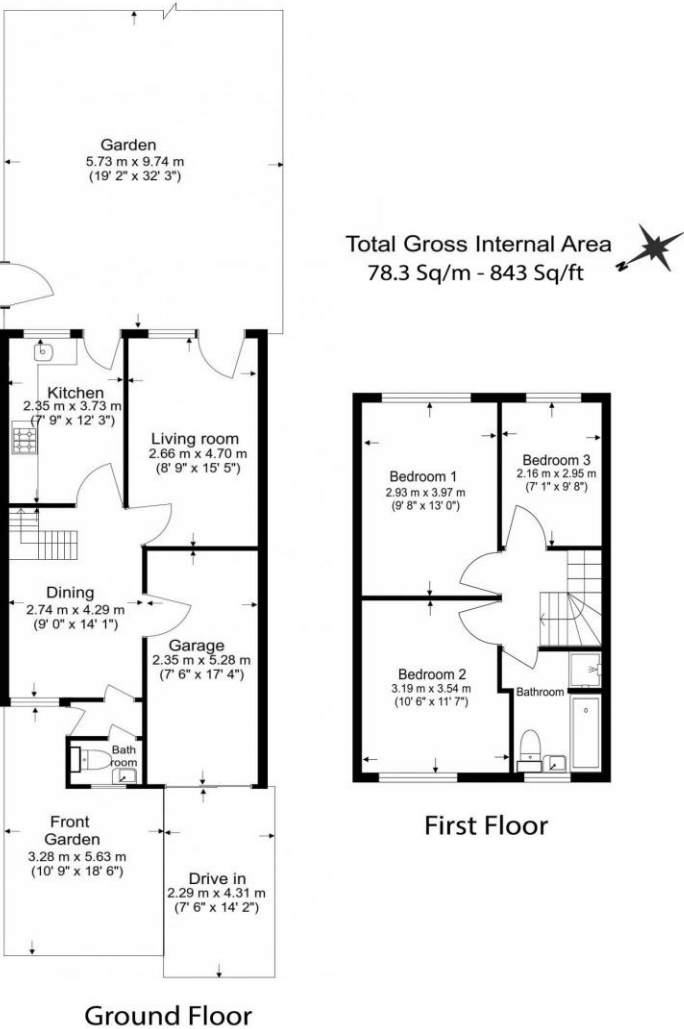 Garden
5.73 m x 9.74 m
(19' 2" x 32' 3")
Total Gross Internal Area
78.3 Sq/m - 843 Sq/ft
N
Kitchen
2.35 m x 3.73 m
(7' 9" x 12' 3")
Living room
2.66 m x 4.70 m
(8' 9" x 15' 5")
Dining
2.74 m x 4.29 m
(9' 0" x 14' 1")
Garage
2.35 m x 5.28 m
(7' 6" x 17' 4")
Bath
room
Front
Garden
3.28 m x 5.63 m
(10' 9" x 18' 6")
Drive in
2.29 m x 4.31 m
(7' 6" x 14' 2")
Ground Floor
Bedroom 1
2.93 m x 3.97 m
(9' 8" x 13' 0")
Bedroom 3
2.16 m x 2.95 m
(7' 1" x 9' 8")
Bedroom 2
3.19 m x 3.54 m
(10' 6" x 11' 7")
Bathroom
First Floor